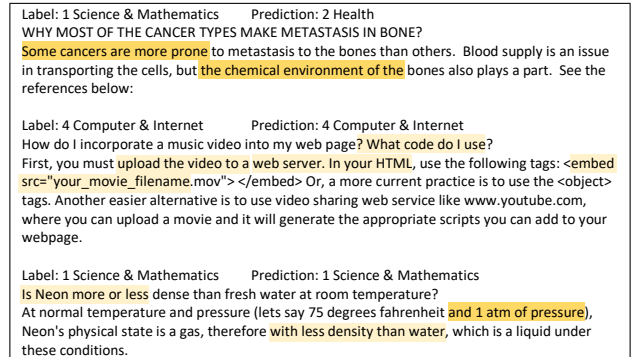 Label: 1 Science & Mathematics Prediction: 2 Health
WHY MOST OF THE CANCER TYPES MAKE METASTASIS IN BONE?
Some cancers are more prone to metastasis to the bones than others. Blood supply is an issue
in transporting the cells, but the chemical environment of the bones also plays a part. See the
references below:
Label: 4 Computer & Internet Prediction: 4 Computer & Internet
How do I incorporate a music video into my web page? What code do I use?
First, you must upload the video to a web server. In your HTML, use the following tags: <embed
src="your_movie_filename.mov"> </embed> Or, a more current practice is to use the <object>
tags. Another easier alternative is to use video sharing web service like www.youtube.com,
where you can upload a movie and it will generate the appropriate scripts you can add to your
webpage.
Label: 1 Science & Mathematics Prediction: 1 Science & Mathematics
Is Neon more or less dense than fresh water at room temperature?
At normal temperature and pressure (lets say 75 degrees fahrenheit and 1 atm of pressure),
Neon's physical state is a gas, therefore with less density than water, which is a liquid under
these conditions.